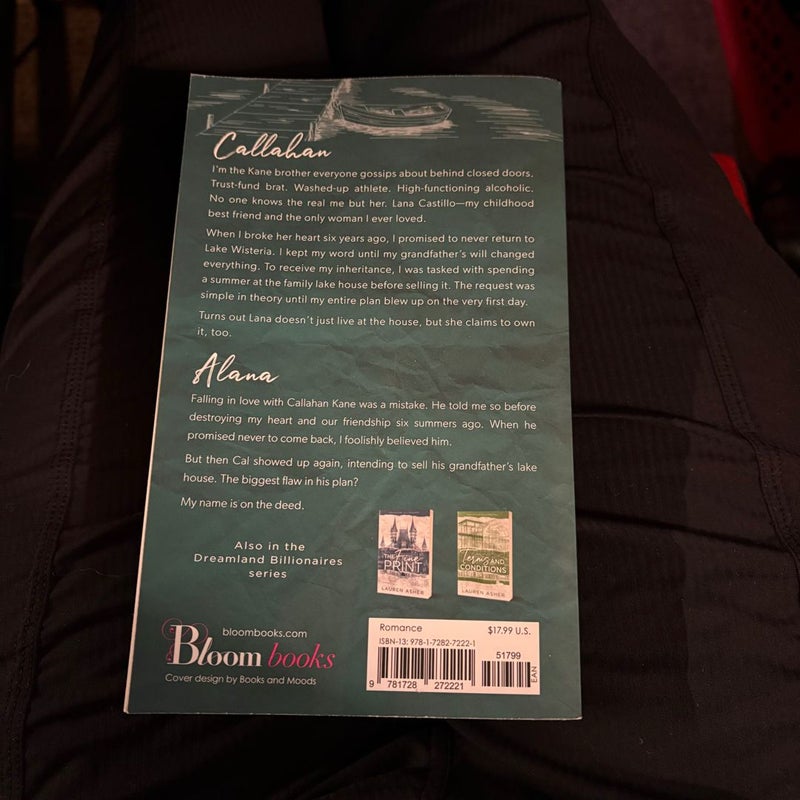 Callahan
I'm the Kane brother everyone gossips about behind closed doors.
Trust-fund brat. Washed-up athlete. High-functioning alcoholic.
No one knows the real me but her. Lana Castillo—my childhood
best friend and the only woman I ever loved.
When I broke her heart six years ago, I promised to never return to
Lake Wisteria. I kept my word until my grandfather's will changed
everything. To receive my inheritance, I was tasked with spending
a summer at the family lake house before selling it. The request was
simple in theory until my entire plan blew up on the very first day.
Turns out Lana doesn't just live at the house, but she claims to own
it, too.
Alana
Falling in love with Callahan Kane was a mistake. He told me so before
destroying my heart and our friendship six summers ago. When he
promised never to come back, I foolishly believed him.
But then Cal showed up again, intending to sell his grandfather's lake
house. The biggest flaw in his plan?
My name is on the deed.
Also in the
Dreamland Billionaires
series
THE Fine
PRINT
LAUREN ASHER
Terms AND
CONDITIONS
LAUREN ASHER
bloombooks.com
Bloom books
Cover design by Books and Moods
Romance $17.99 U.S.
ISBN-13: 978-1-7282-7222-1
51799
EAN
9 781728 272221